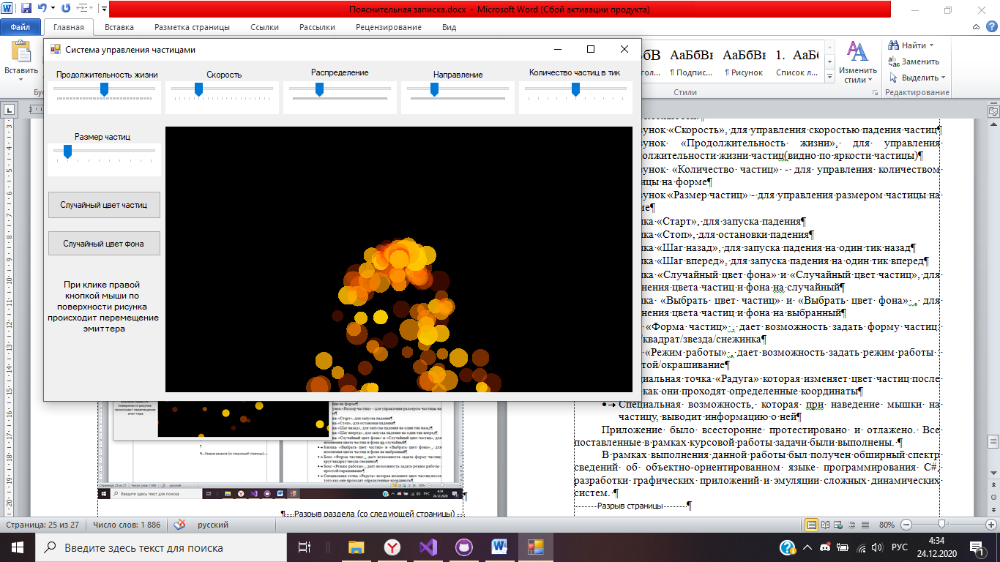 Пояснительная записка.docx - Microsoft Word (Сбой активации продукта)
Файл
Главная
Вставка
Разметка страницы
Ссылки
Рассылки
Рецензирование
Вид
Вставить
АаБбВв
АаБбВв
1. АаБ
¶ Подпис...
¶ Рисунок
Список л...
Изменить
стили
Стили
Найти
Заменить
Выделить
Редактирование
Система управления частицами
Продолжительность жизни
Скорость
Распределение
Направление
Количество частиц в тик
Размер частиц
Случайный цвет частиц
Случайный цвет фона
При клике правой
кнопкой мыши по
поверхности рисунка
происходит перемещение
эмиттера
унок «Скорость», для управления скоростью падения частиц¶
унок «Продолжительность жизни», для управления
олжительности жизни частиц(видно по яркости частицы)¶
унок «Количество частиц» - для управления количеством
ицы на форме¶
унок «Размер частиц» - для управления размером частицы на
ме¶
ка «Старт», для запуска падения¶
ка «Стоп», для остановки падения¶
ка «Шаг назад», для запуска падения на один тик назад¶
ка «Шаг вперед», для запуска падения на один тик вперед¶
ка «Случайный цвет фона» и «Случайный цвет частиц», для
нения цвета частиц и фона на случайный¶
ка «Выбрать цвет частиц» и «Выбрать цвет фона» , для
нения цвета частиц и фона на выбранный¶
«Форма частиц» , дает возможность задать форму частиц:
/квадрат/звезда/снежинка¶
«Режим работы» , дает возможность задать режим работы :
стой/окрашивание¶
циальная точка «Радуга» которая изменяет цвет частиц после
как они проходят определенные координаты¶
Специальная возможность, которая при наведение мышки на
частицу, выводит информацию о ней¶
Приложение было всесторонне протестировано и отлажено. Все
поставленные в рамках курсовой работы задачи были выполнены. ¶
В рамках выполнения данной работы был получен обширный спектр
сведений об объектно-ориентированном языке программирования C#,
разработки графических приложений и эмуляции сложных динамических
систем. ¶
Разрыв страницы ¶
Разрыв раздела (со следующей страницы)
Страница: 25 из 27
Число слов: 1 886
русский
80%
Введите здесь текст для поиска
РУС
4:34
24.12.2020
1